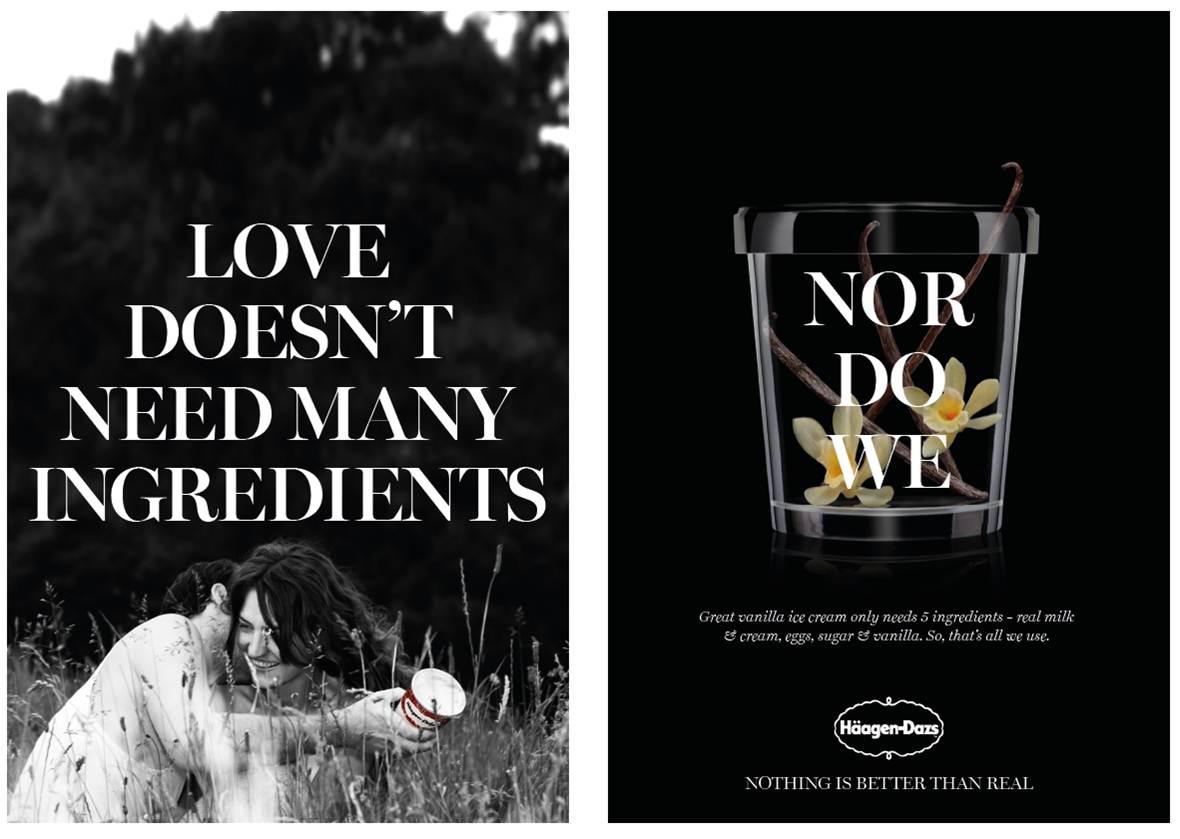 LOVE
DOESN’T
NEED MANY
INGREDIENTS
NOR
DO
WE
Great vanilla ice cream only needs 5 ingredients – real milk
& cream, eggs, sugar & vanilla. So, that's all we use.
Häagen-Dazs
NOTHING IS BETTER THAN REAL